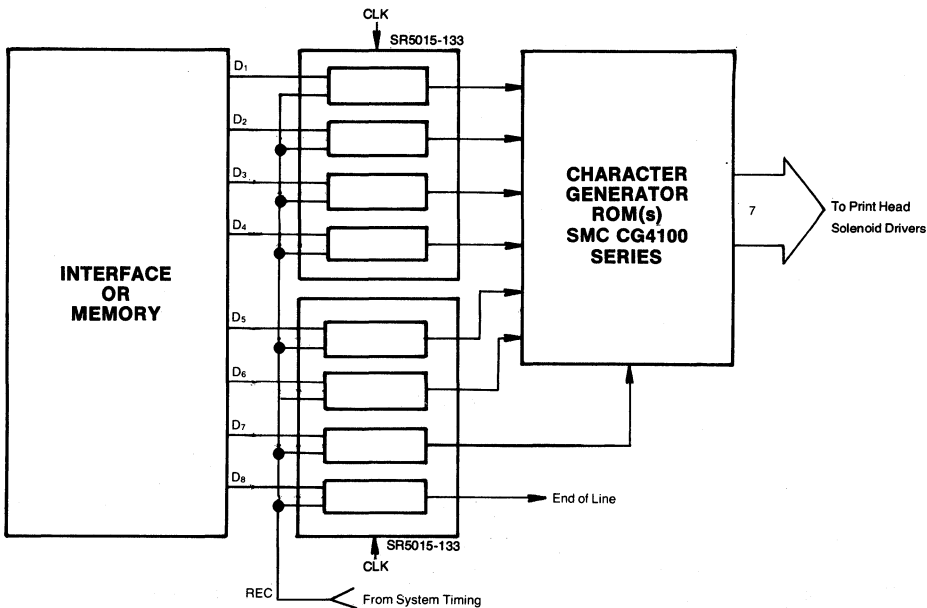 CLK
SR5015-133
D₁
D₂
D₃
D₄
INTERFACE
OR
MEMORY
D₅
D₆
D₇
D₈
CHARACTER
GENERATOR
ROM(s)
SMC CG4100
SERIES
7
To Print Head
Solenoid Drivers
End of Line
SR5015-133
CLK
REC
From System Timing